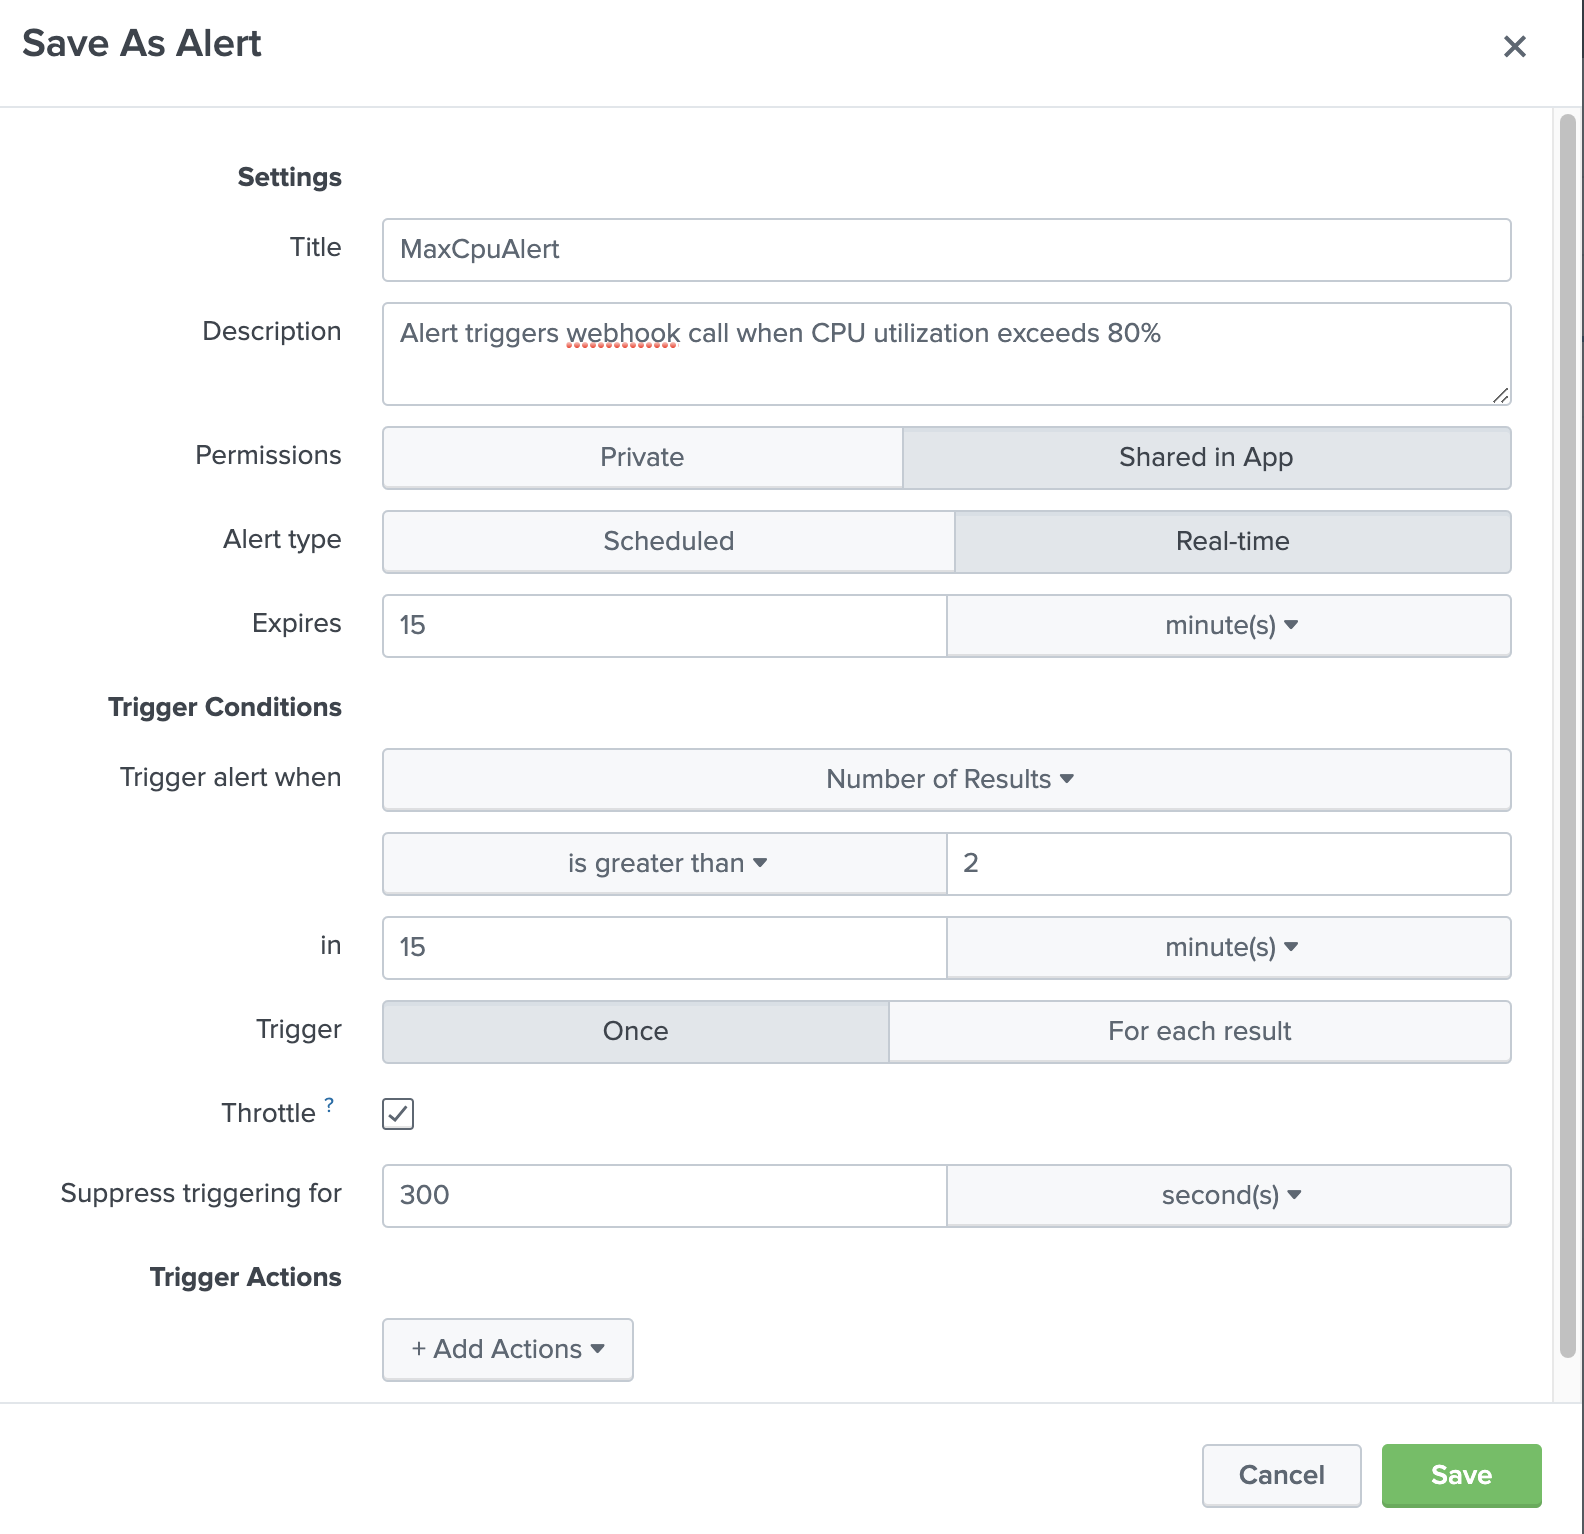 Save As Alert
Settings
Title
MaxCpuAlert
Description
Alert triggers webhook call when CPU utilization exceeds 80%
Permissions
Private
Shared in App
Alert type
Scheduled
Real-time
Expires
15
minute(s)
Trigger Conditions
Trigger alert when
Number of Results
is greater than
2
in
15
minute(s)
Trigger
Once
For each result
Throttle ?
Suppress triggering for
300
second(s)
Trigger Actions
+ Add Actions
Cancel
Save